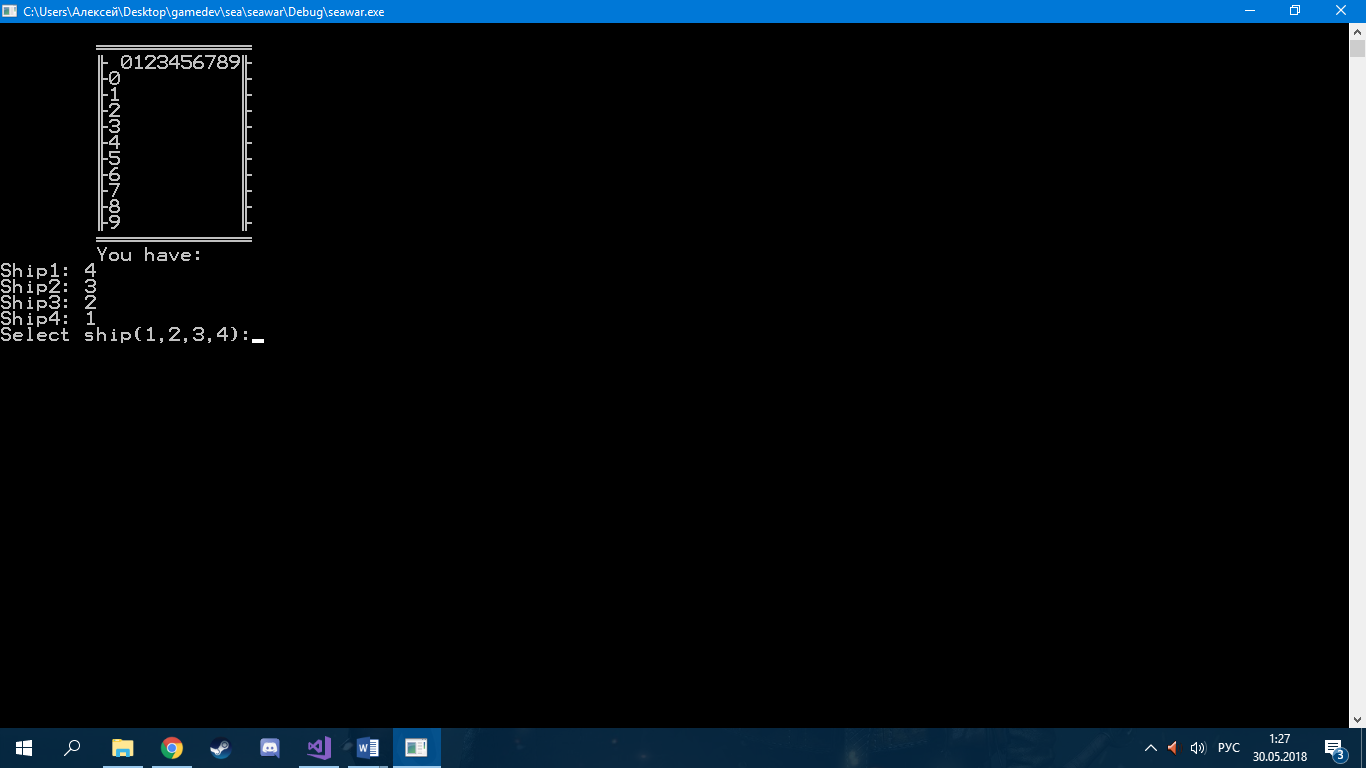 C:\Users\Алексей\Desktop\gamedev\sea\seawar\Debug\seawar.exe
0123456789
0
1
2
3
4
5
6
7
8
9
You have:
Ship1: 4
Ship2: 3
Ship3: 2
Ship4: 1
Select ship(1,2,3,4):
РУС
1:27
30.05.2018
3